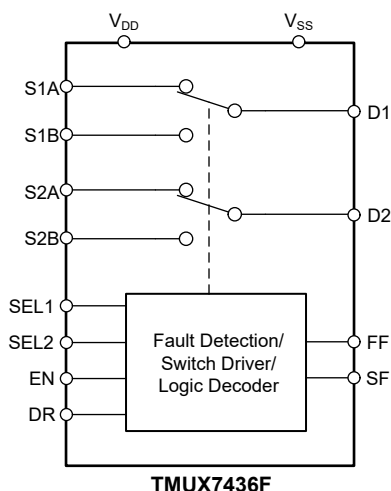 VDD
VSS
S1A
D1
S1B
S2A
D2
S2B
SEL1
SEL2
EN
DR
Fault Detection/
Switch Driver/
Logic Decoder
FF
SF
TMUX7436F